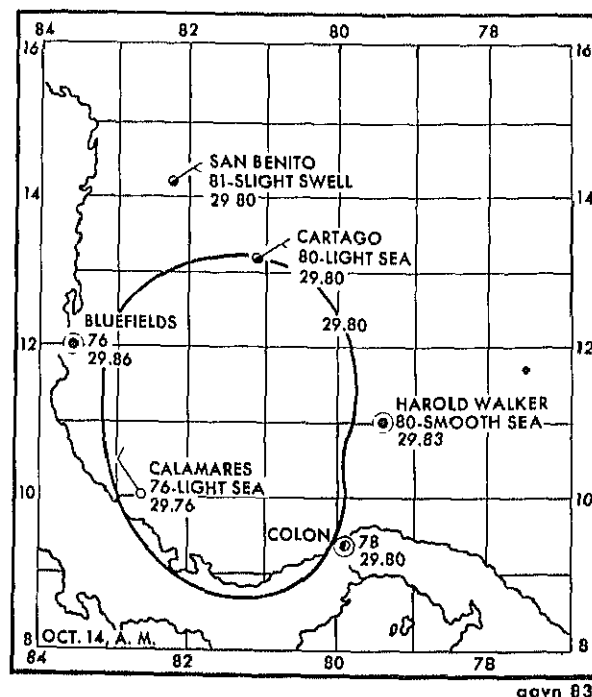 84 82 80 78
16 16
SAN BENITO
81-SLIGHT SWELL
29 80
14 14
CARTAGO
80-LIGHT SEA
29.80
29.80
BLUEFIELDS
12 76 12
29.86
HAROLD WALKER
80-SMOOTH SEA
29.83
CALAMARES
76-LIGHT SEA
29.76
10 10
COLON 78
29.80
OCT. 14, A. M.
8 8
84 82 80 78